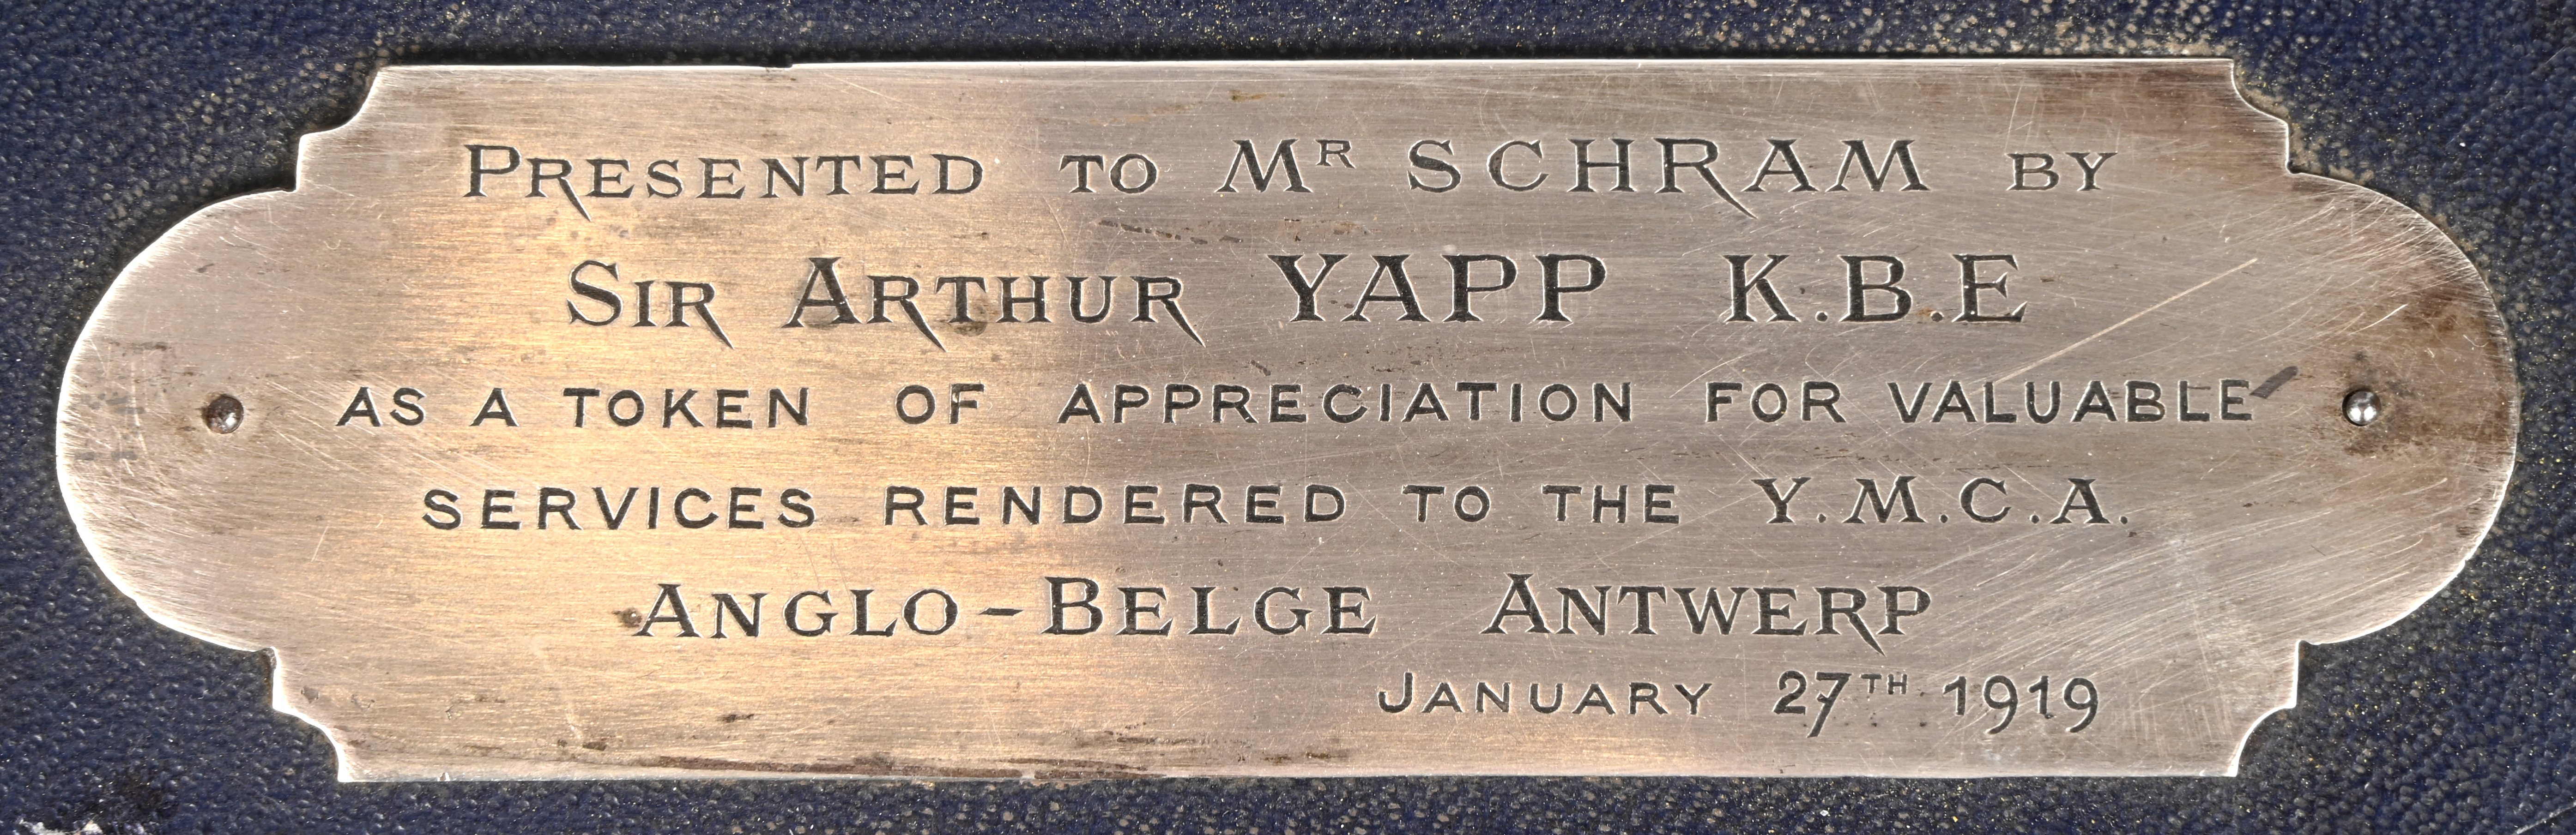 PRESENTED TO MR SCHRAM BY
SIR ARTHUR YAPP K.B.E
AS A TOKEN OF APPRECIATION FOR VALUABLE
SERVICES RENDERED TO THE Y.M.C.A.
ANGLO-BELGE ANTWERP
JANUARY 27TH 1919